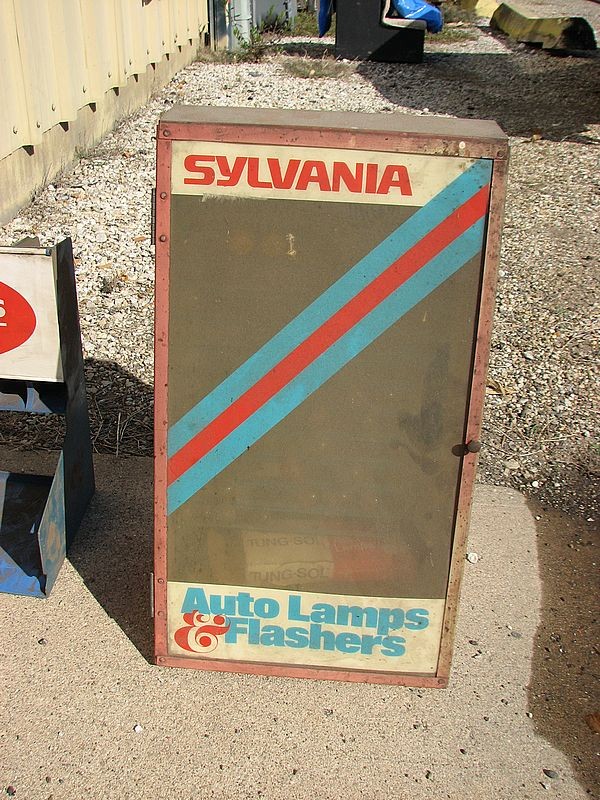 SYLVANIA
S
TUNG-SOL
TUNG-SOL
Auto Lamps
& Flashers